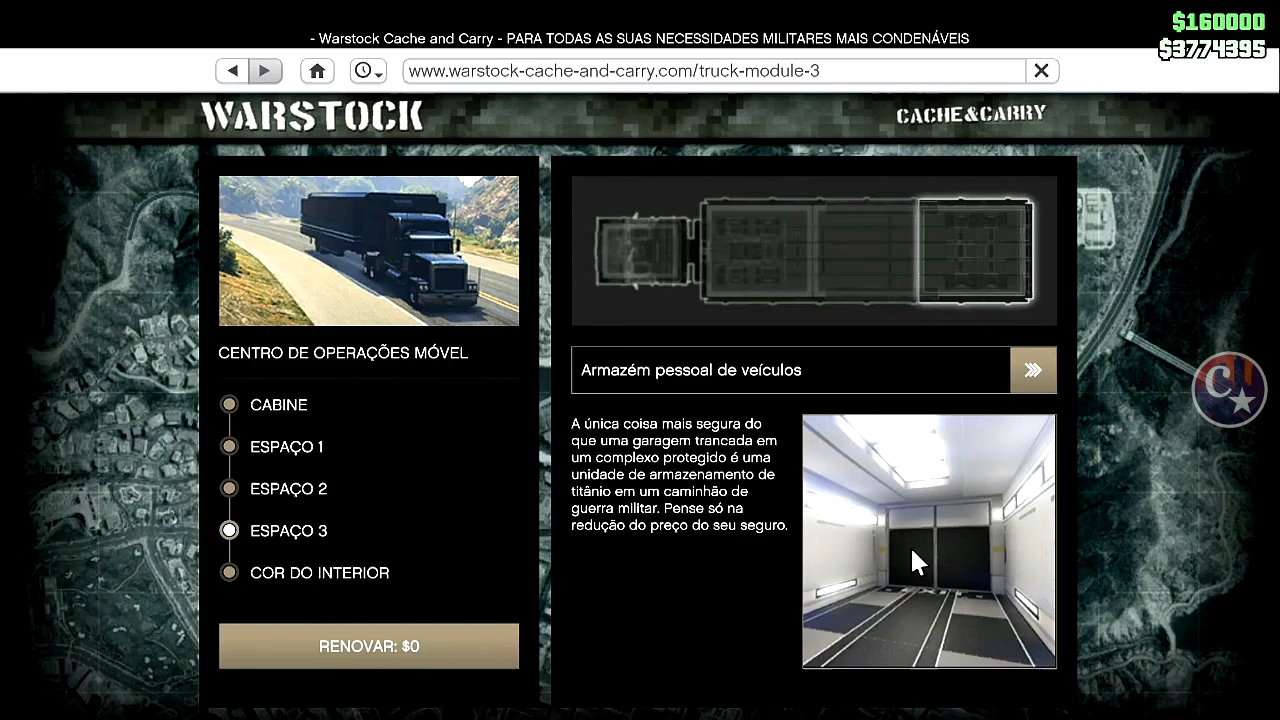 $160000
- Warstock Cache and Carry - PARA TODAS AS SUAS NECESSIDADES MILITARES MAIS CONDENÁVEIS
$3774395
www.warstock-cache-and-carry.com/truck-module-3
WARSTOCK
CACHE&CARRY
CENTRO DE OPERAÇÕES MÓVEL
CABINE
ESPAÇO 1
ESPAÇO 2
ESPAÇO 3
COR DO INTERIOR
RENOVAR: $0
Armazém pessoal de veículos
A única coisa mais segura do
que uma garagem trancada em
um complexo protegido é uma
unidade de armazenamento de
titânio em um caminhão de
guerra militar. Pense só na
redução do preço do seu seguro.
C